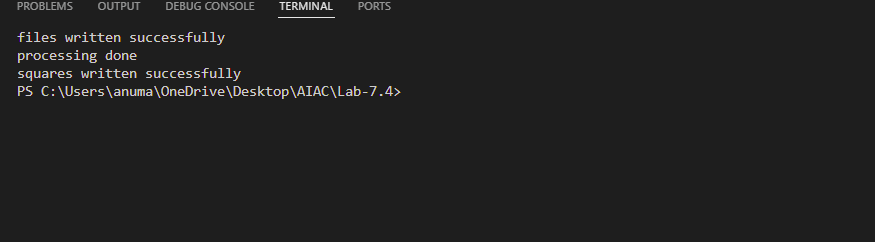 PROBLEMS OUTPUT DEBUG CONSOLE TERMINAL PORTS
files written successfully
processing done
squares written successfully
PS C:\Users\anuma\OneDrive\Desktop\AIAC\Lab-7.4>